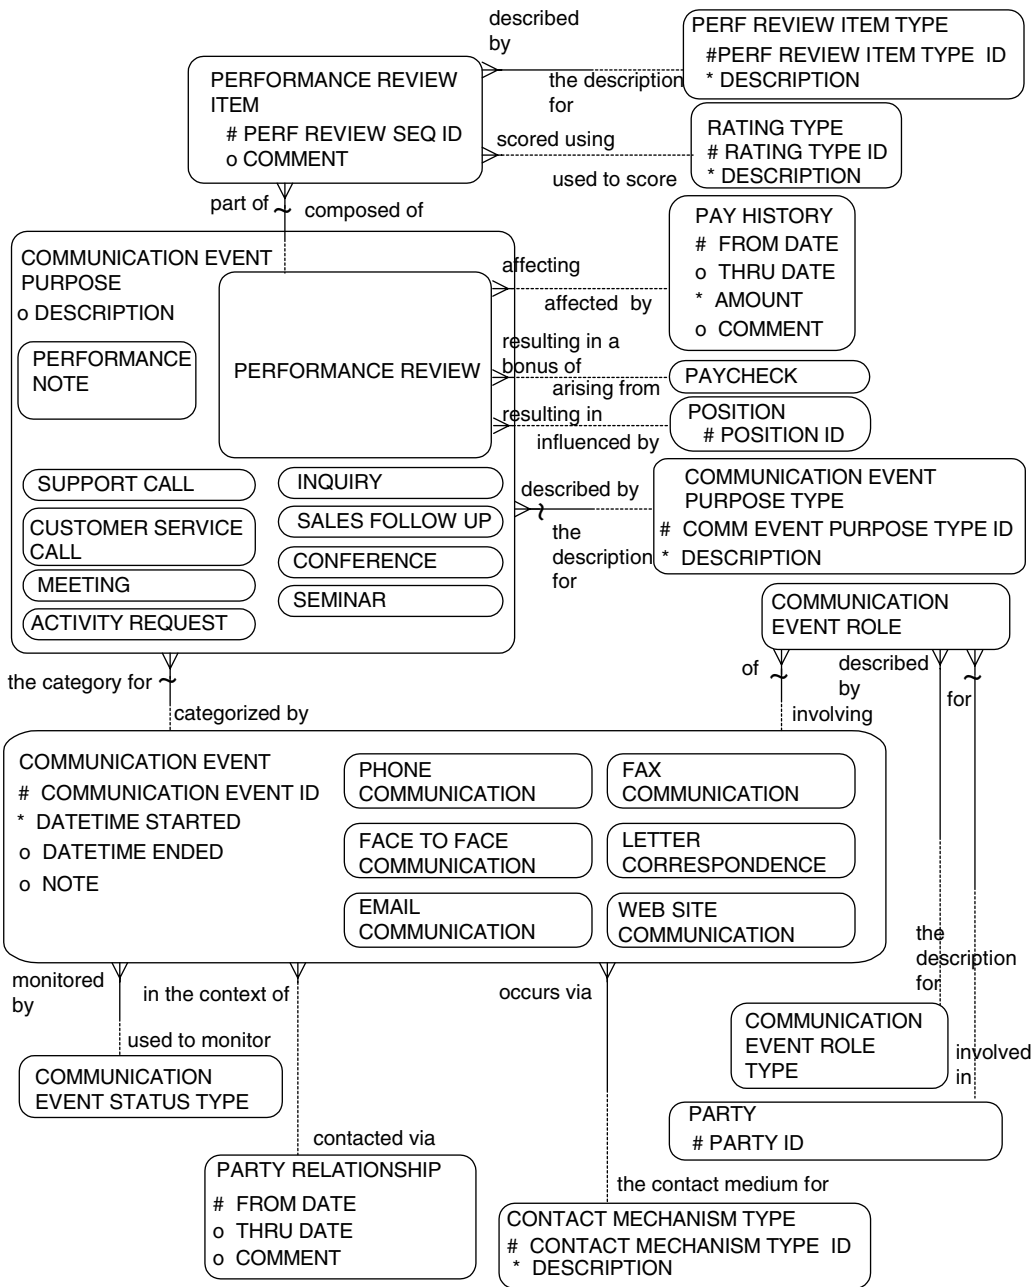 described
by
PERF REVIEW ITEM TYPE
#PERF REVIEW ITEM TYPE ID
* DESCRIPTION
the description
for
PERFORMANCE REVIEW
ITEM
# PERF REVIEW SEQ ID
o COMMENT
scored using
used to score
RATING TYPE
# RATING TYPE ID
* DESCRIPTION
part of
composed of
PAY HISTORY
# FROM DATE
o THRU DATE
* AMOUNT
o COMMENT
COMMUNICATION EVENT
PURPOSE
o DESCRIPTION
PERFORMANCE
NOTE
PERFORMANCE REVIEW
affecting
affected by
resulting in a
bonus of
arising from
PAYCHECK
resulting in
influenced by
POSITION
# POSITION ID
SUPPORT CALL
CUSTOMER SERVICE
CALL
MEETING
ACTIVITY REQUEST
INQUIRY
SALES FOLLOW UP
CONFERENCE
SEMINAR
described by
the
description
for
COMMUNICATION EVENT
PURPOSE TYPE
# COMM EVENT PURPOSE TYPE ID
* DESCRIPTION
COMMUNICATION
EVENT ROLE
the category for
categorized by
of
involving
described
by
for
COMMUNICATION EVENT
# COMMUNICATION EVENT ID
* DATETIME STARTED
o DATETIME ENDED
o NOTE
PHONE
COMMUNICATION
FAX
COMMUNICATION
FACE TO FACE
COMMUNICATION
LETTER
CORRESPONDENCE
EMAIL
COMMUNICATION
WEB SITE
COMMUNICATION
the
description
for
monitored
by
in the context of
occurs via
used to monitor
COMMUNICATION
EVENT STATUS TYPE
COMMUNICATION
EVENT ROLE
TYPE
involved
in
PARTY
# PARTY ID
contacted via
PARTY RELATIONSHIP
# FROM DATE
o THRU DATE
o COMMENT
the contact medium for
CONTACT MECHANISM TYPE
# CONTACT MECHANISM TYPE ID
* DESCRIPTION